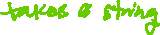 takes a string